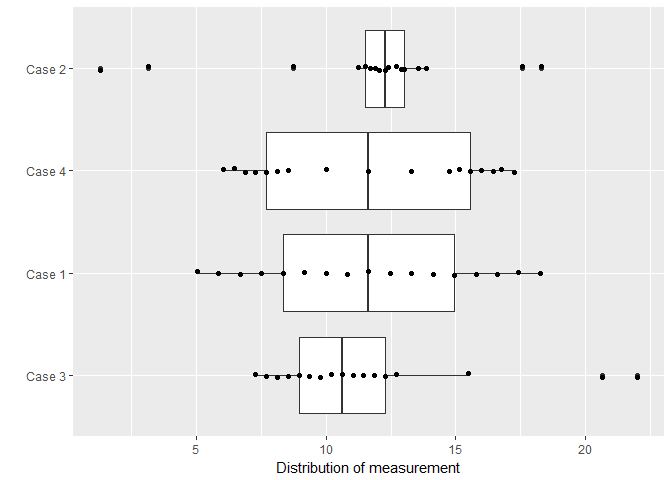 Case 2
Case 4
Case 1
Case 3
5 10 15 20
Distribution of measurement